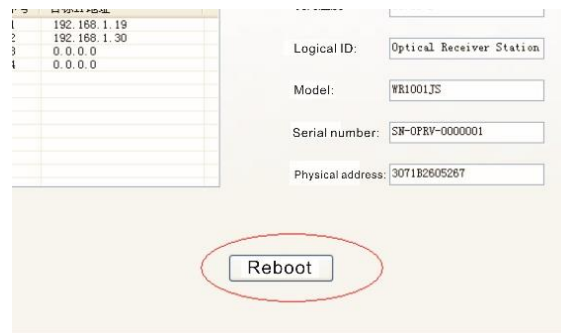 192.168.1.19
192.168.1.30
0.0.0.0
0.0.0.0
Logical ID: Optical Receiver Station
Model: WR1001JS
Serial number: SN-OPRV-0000001
Physical address: 3071B2605267
Reboot